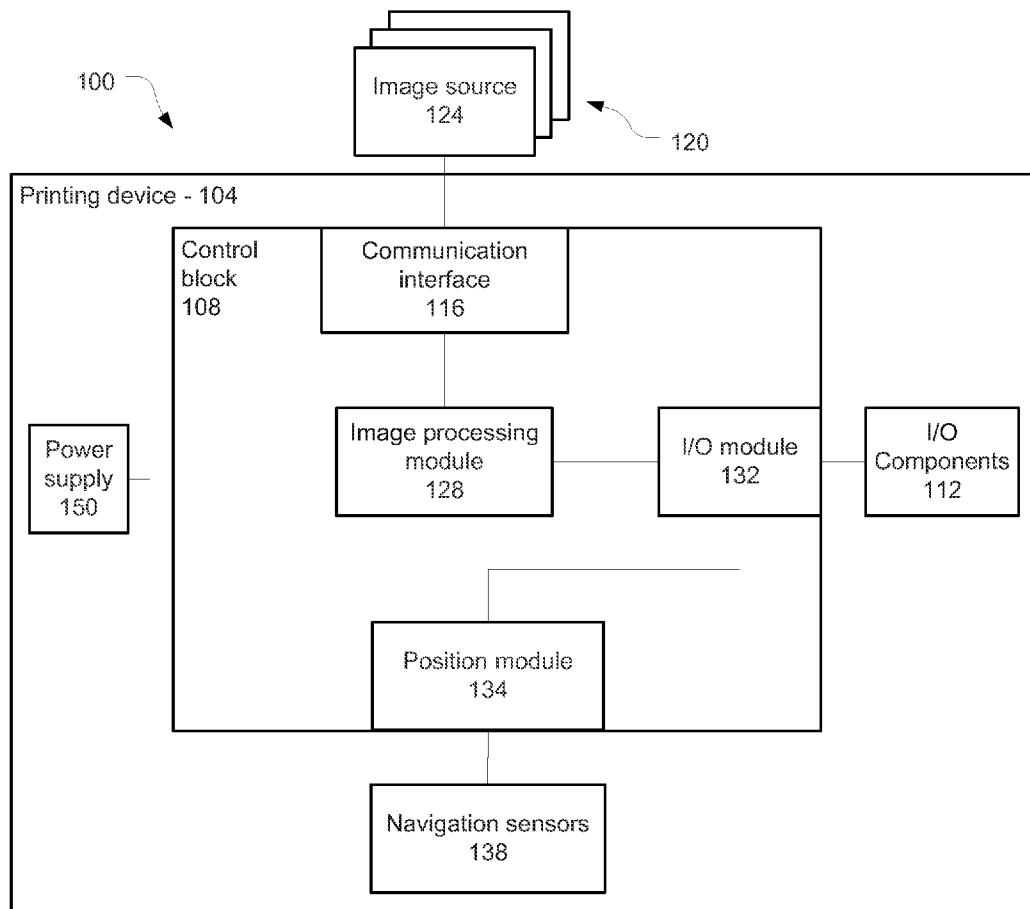 100
Image source
124
120
Printing device - 104
Control
block
108
Communication
interface
116
Power
supply
150
Image processing
module
128
I/O module
132
I/O
Components
112
Position module
134
Navigation sensors
138